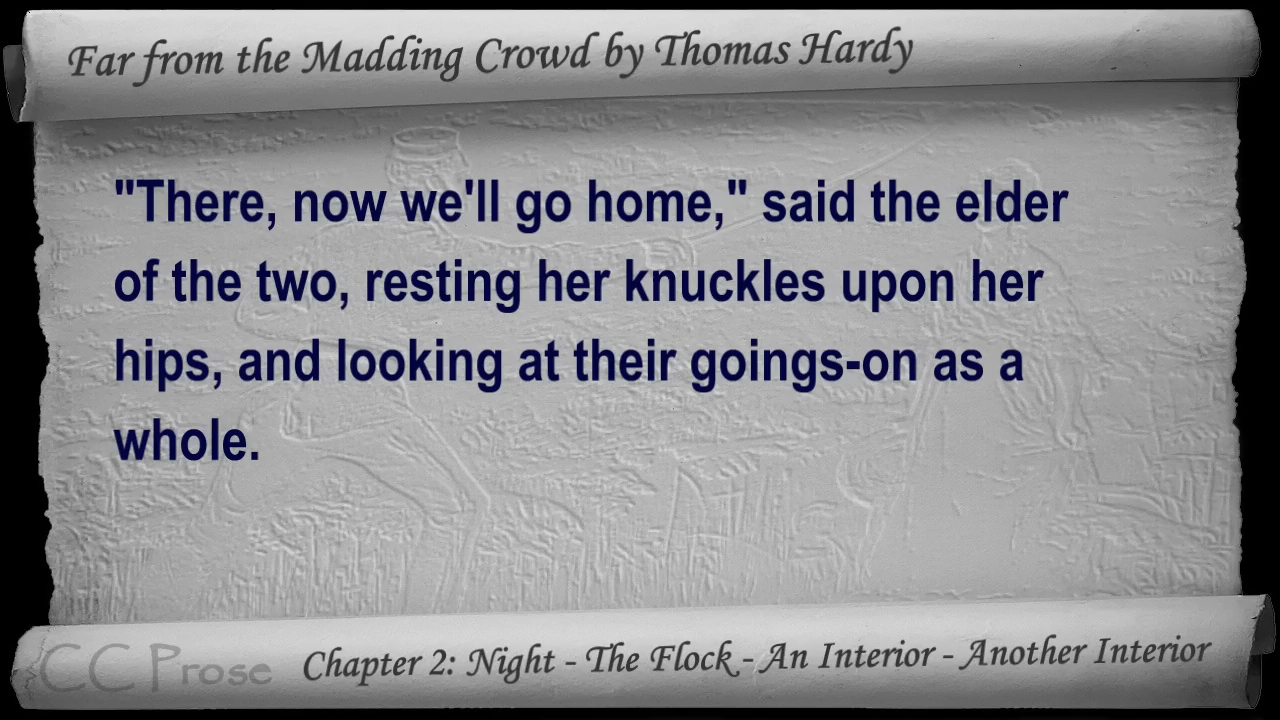 Far from the Madding Crowd by Thomas Hardy
"There, now we'll go home," said the elder
of the two, resting her knuckles upon her
hips, and looking at their goings-on as a
whole.
CC Prose
Chapter 2: Night - The Flock - An Interior - Another Interior